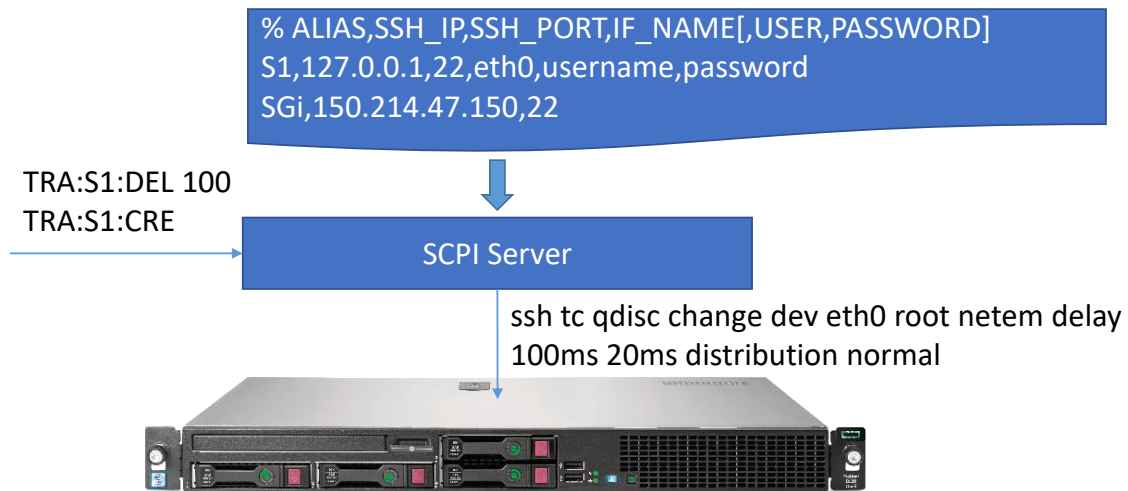 % ALIAS,SSH_IP,SSH_PORT,IF_NAME[,USER,PASSWORD]
S1,127.0.0.1,22,eth0,username,password
SGi,150.214.47.150,22
TRA:S1:DEL 100
TRA:S1:CRE
SCPI Server
ssh tc qdisc change dev eth0 root netem delay
100ms 20ms distribution normal